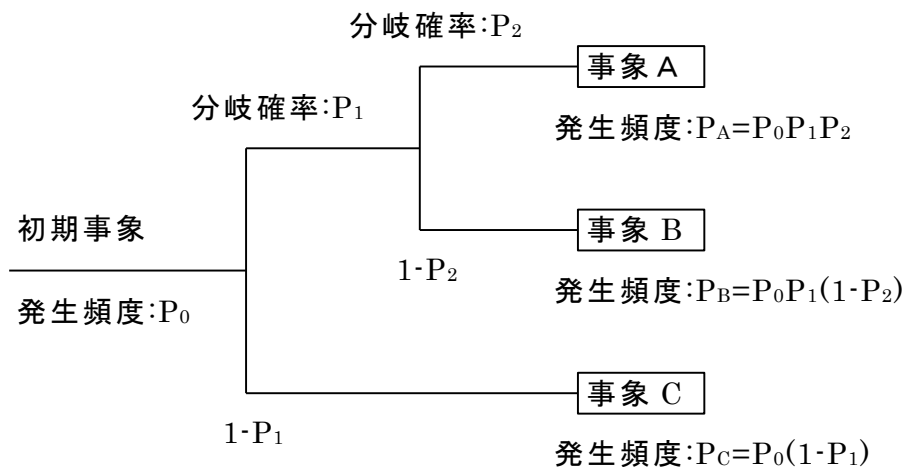 分岐確率:P₂
事象A
分岐確率:P₁
発生頻度:P_A=P₀P₁P₂
初期事象
事象 B
1-P₂
発生頻度:P₀
発生頻度:P_B=P₀P₁(1-P₂)
事象 C
1-P₁
発生頻度:P_C=P₀(1-P₁)